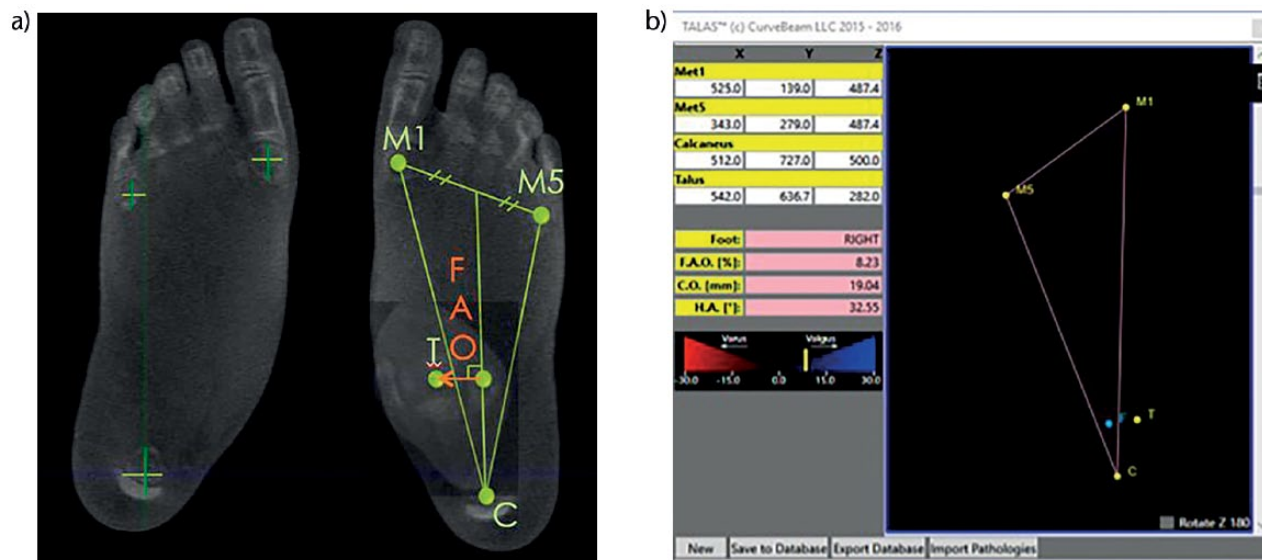 a)
M1
M5
F
A
O
T
C
b)
TALAS™ (c) CurveBeam LLC 2015 - 2016
X Y Z
Met1
525.0 139.0 487.4
Met5
343.0 279.0 487.4
Calcaneus
512.0 727.0 500.0
Talus
542.0 636.7 282.0
Foot: RIGHT
F.A.O. [%]: 8.23
C.O. [mm]: 19.04
H.A. [°]: 32.55
Varus Valgius
-30.0 -15.0 0.0 15.0 30.0
M1
M5
F T
C
Rotate Z 180
New Save to Database Export Database Import Pathologies